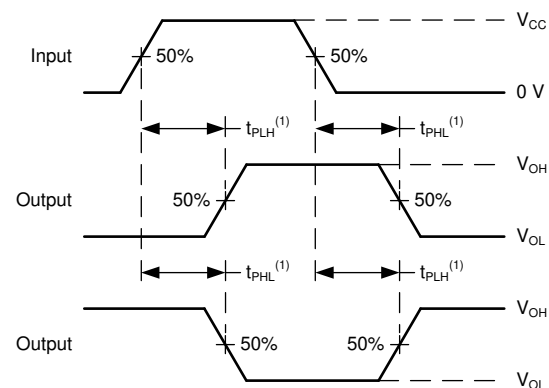 V_CC
Input 50% 50%
0 V
t_PLH^(1) t_PHL^(1)
V_OH
Output 50% 50%
V_OL
t_PHL^(1) t_PLH^(1)
V_OH
Output 50% 50%
V_OL